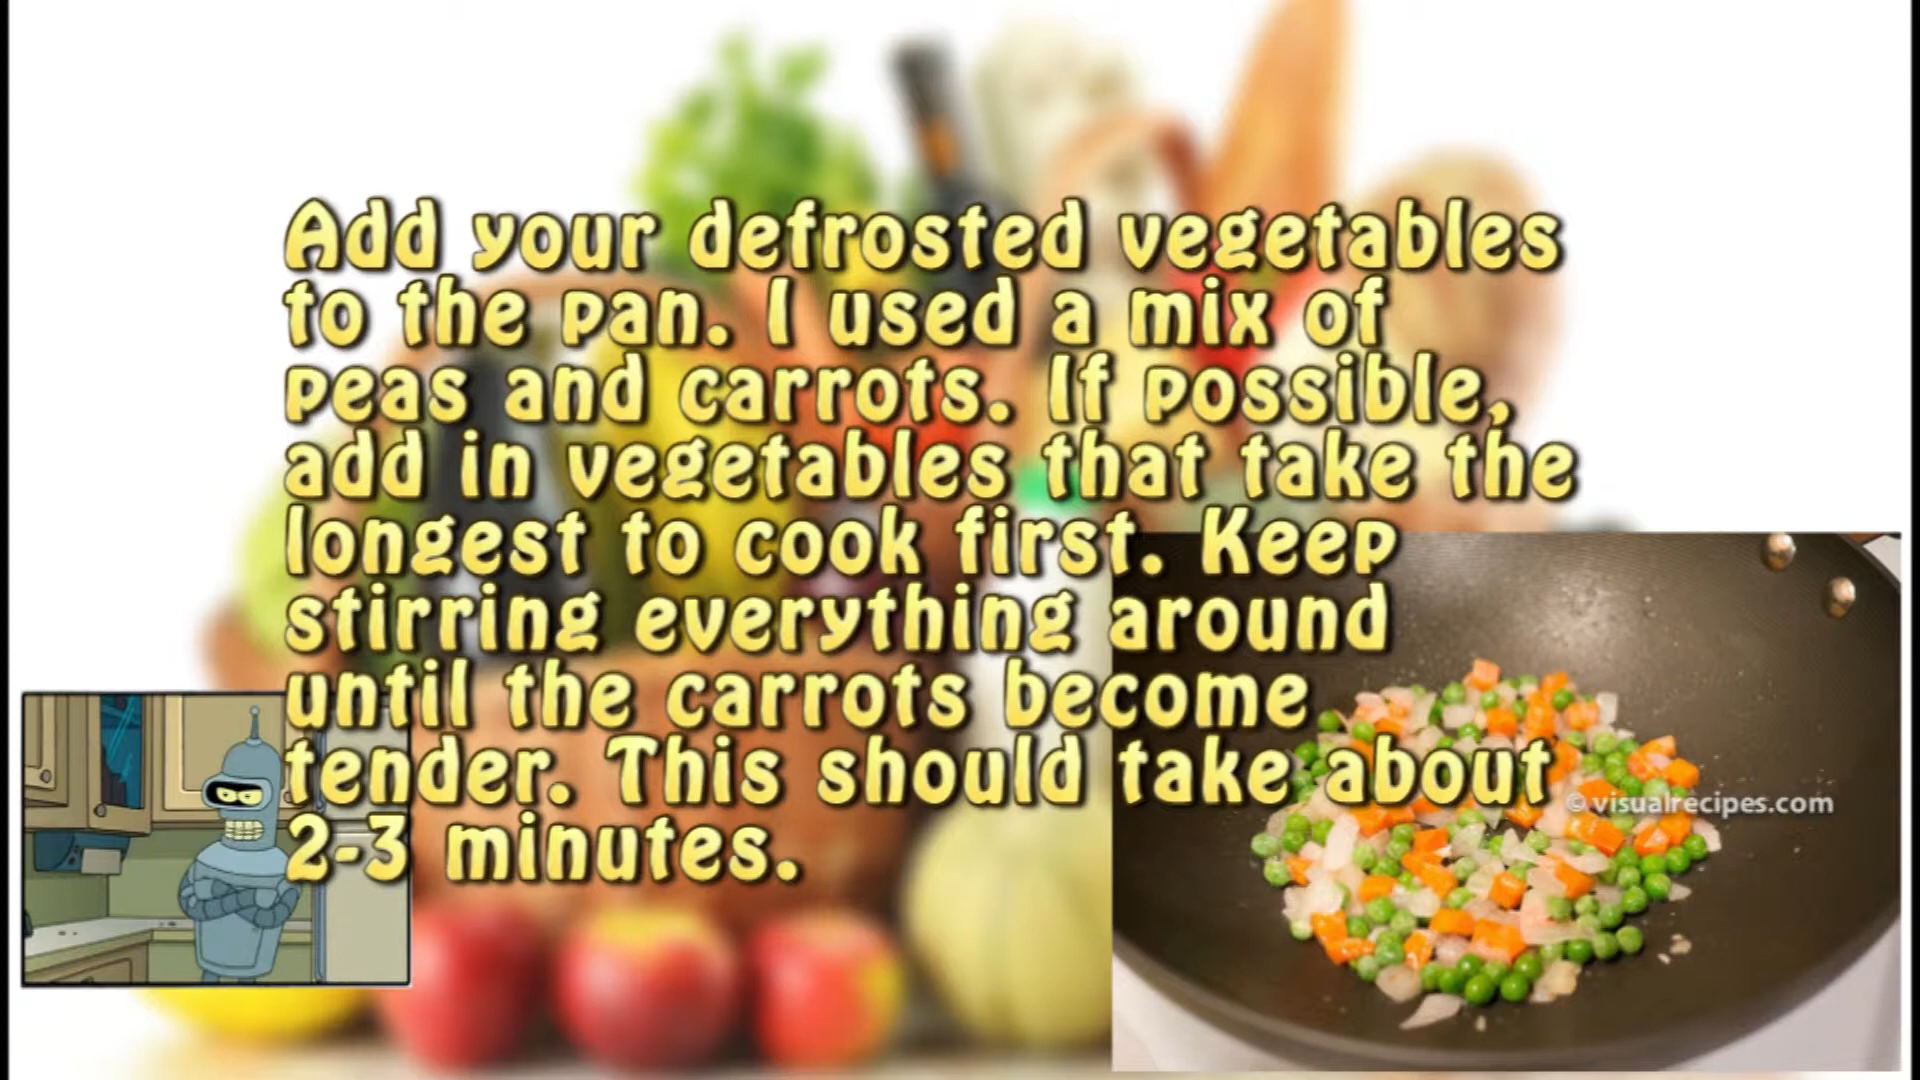 Add your defrosted vegetables
to the pan. I used a mix of
peas and carrots. If possible,
add in vegetables that take the
longest to cook first. Keep
stirring everything around
until the carrots become
tender. This should take about
2-3 minutes.
© visualrecipes.com